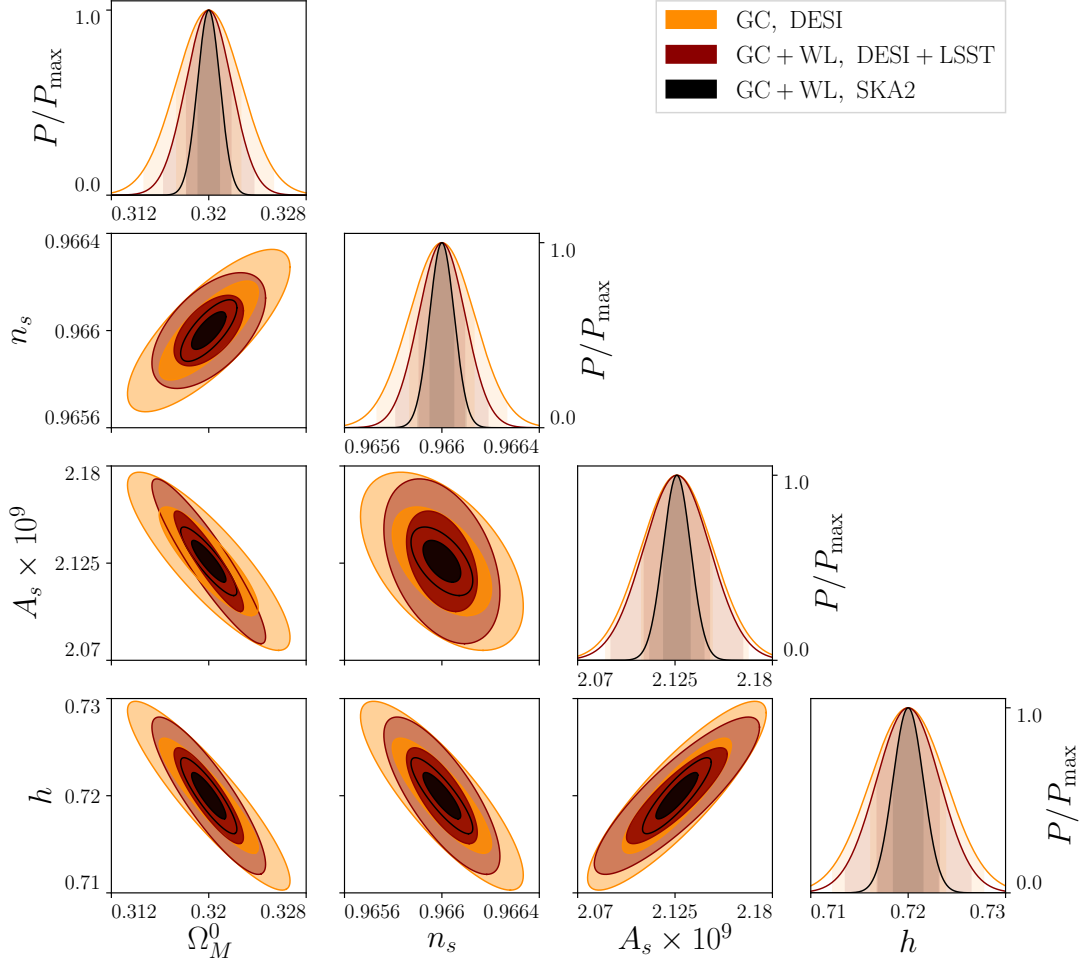 1.0
P/P_max
0.0
0.312 0.32 0.328
GC, DESI
GC + WL, DESI + LSST
GC + WL, SKA2
0.9664
n_s
0.966
0.9656
1.0
P/P_max
0.0
0.9656 0.966 0.9664
2.18
A_s × 10^9
2.125
2.07
1.0
P/P_max
0.0
2.07 2.125 2.18
0.73
h
0.72
0.71
1.0
P/P_max
0.0
0.312 0.32 0.328
0.9656 0.966 0.9664
2.07 2.125 2.18
0.71 0.72 0.73
Ω_M^0
n_s
A_s × 10^9
h